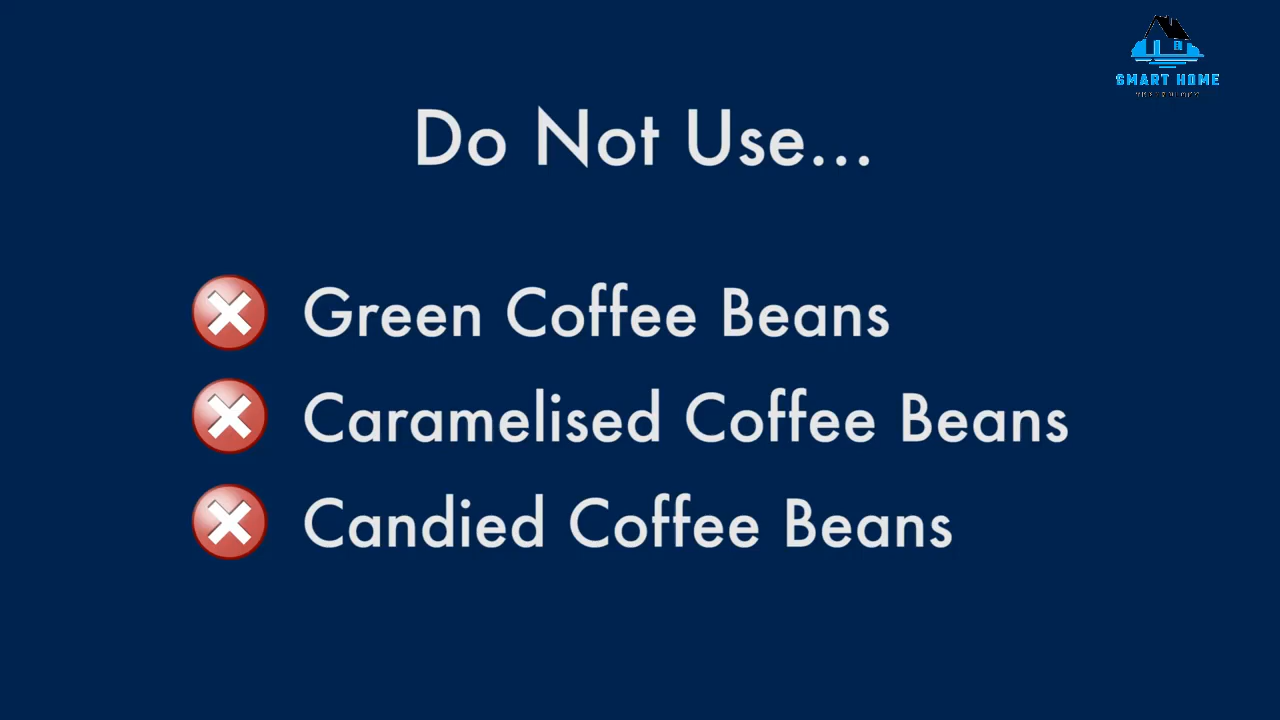 SMART HOME
Do Not Use...
Green Coffee Beans
Caramelised Coffee Beans
Candied Coffee Beans